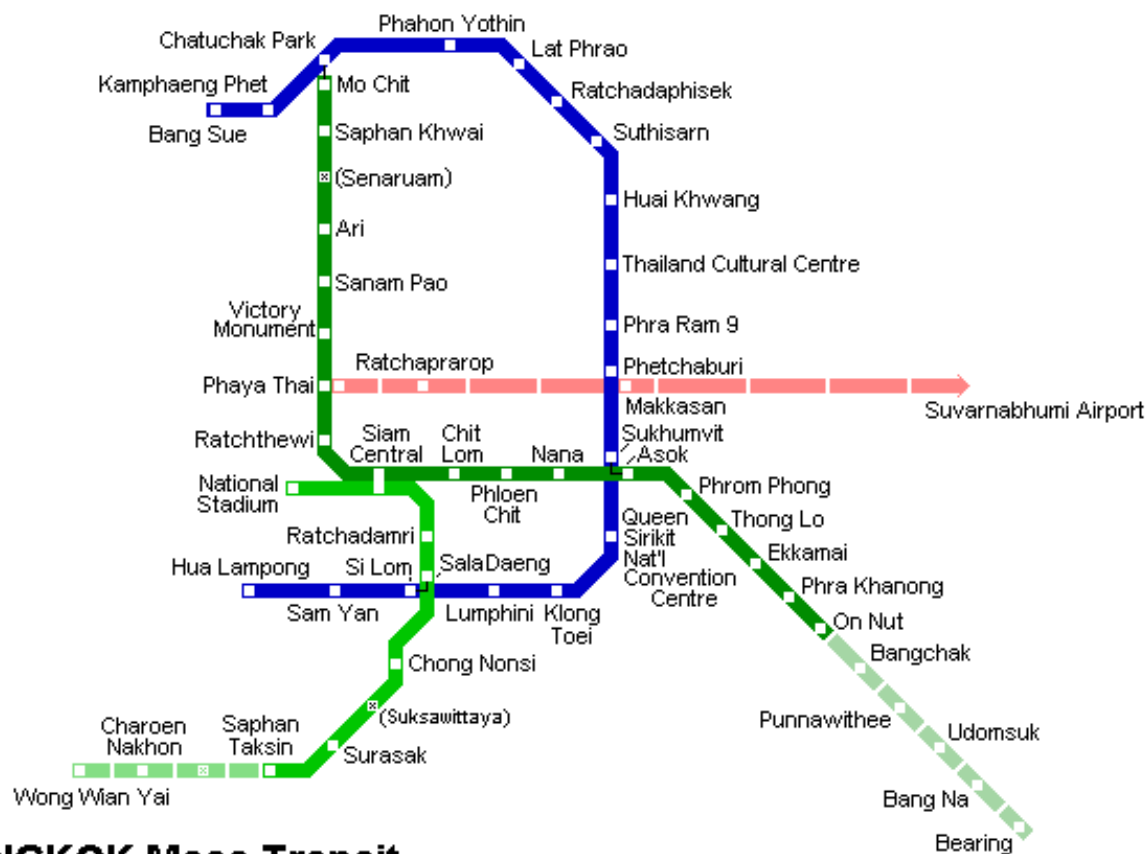 Phahon Yothin
Chatuchak Park
Lat Phrao
Kamphaeng Phet
Mo Chit
Ratchadaphisek
Bang Sue
Saphan Khwai
Suthisarn
(Senaruam)
Huai Khwang
Ari
Thailand Cultural Centre
Sanam Pao
Victory
Monument
Phra Ram 9
Ratchaprarop
Phetchaburi
Phaya Thai
Makkasan
Suvarnabhumi Airport
Ratchthewi
Siam
Central
Chit
Lom
Nana
Sukhumvit
Asok
National
Stadium
Phloen
Chit
Phrom Phong
Ratchadamri
Queen
Sirikit
Nat'l
Convention
Centre
Thong Lo
Ekkamai
Hua Lampong
Si Lom
SalaDaeng
Phra Khanong
Sam Yan
Lumphini
Klong
Toei
On Nut
Bangchak
Chong Nonsi
(Suksawittaya)
Punnawithee
Charoen
Nakhon
Saphan
Taksin
Surasak
Udomsuk
Wong Wian Yai
Bang Na
Bearing